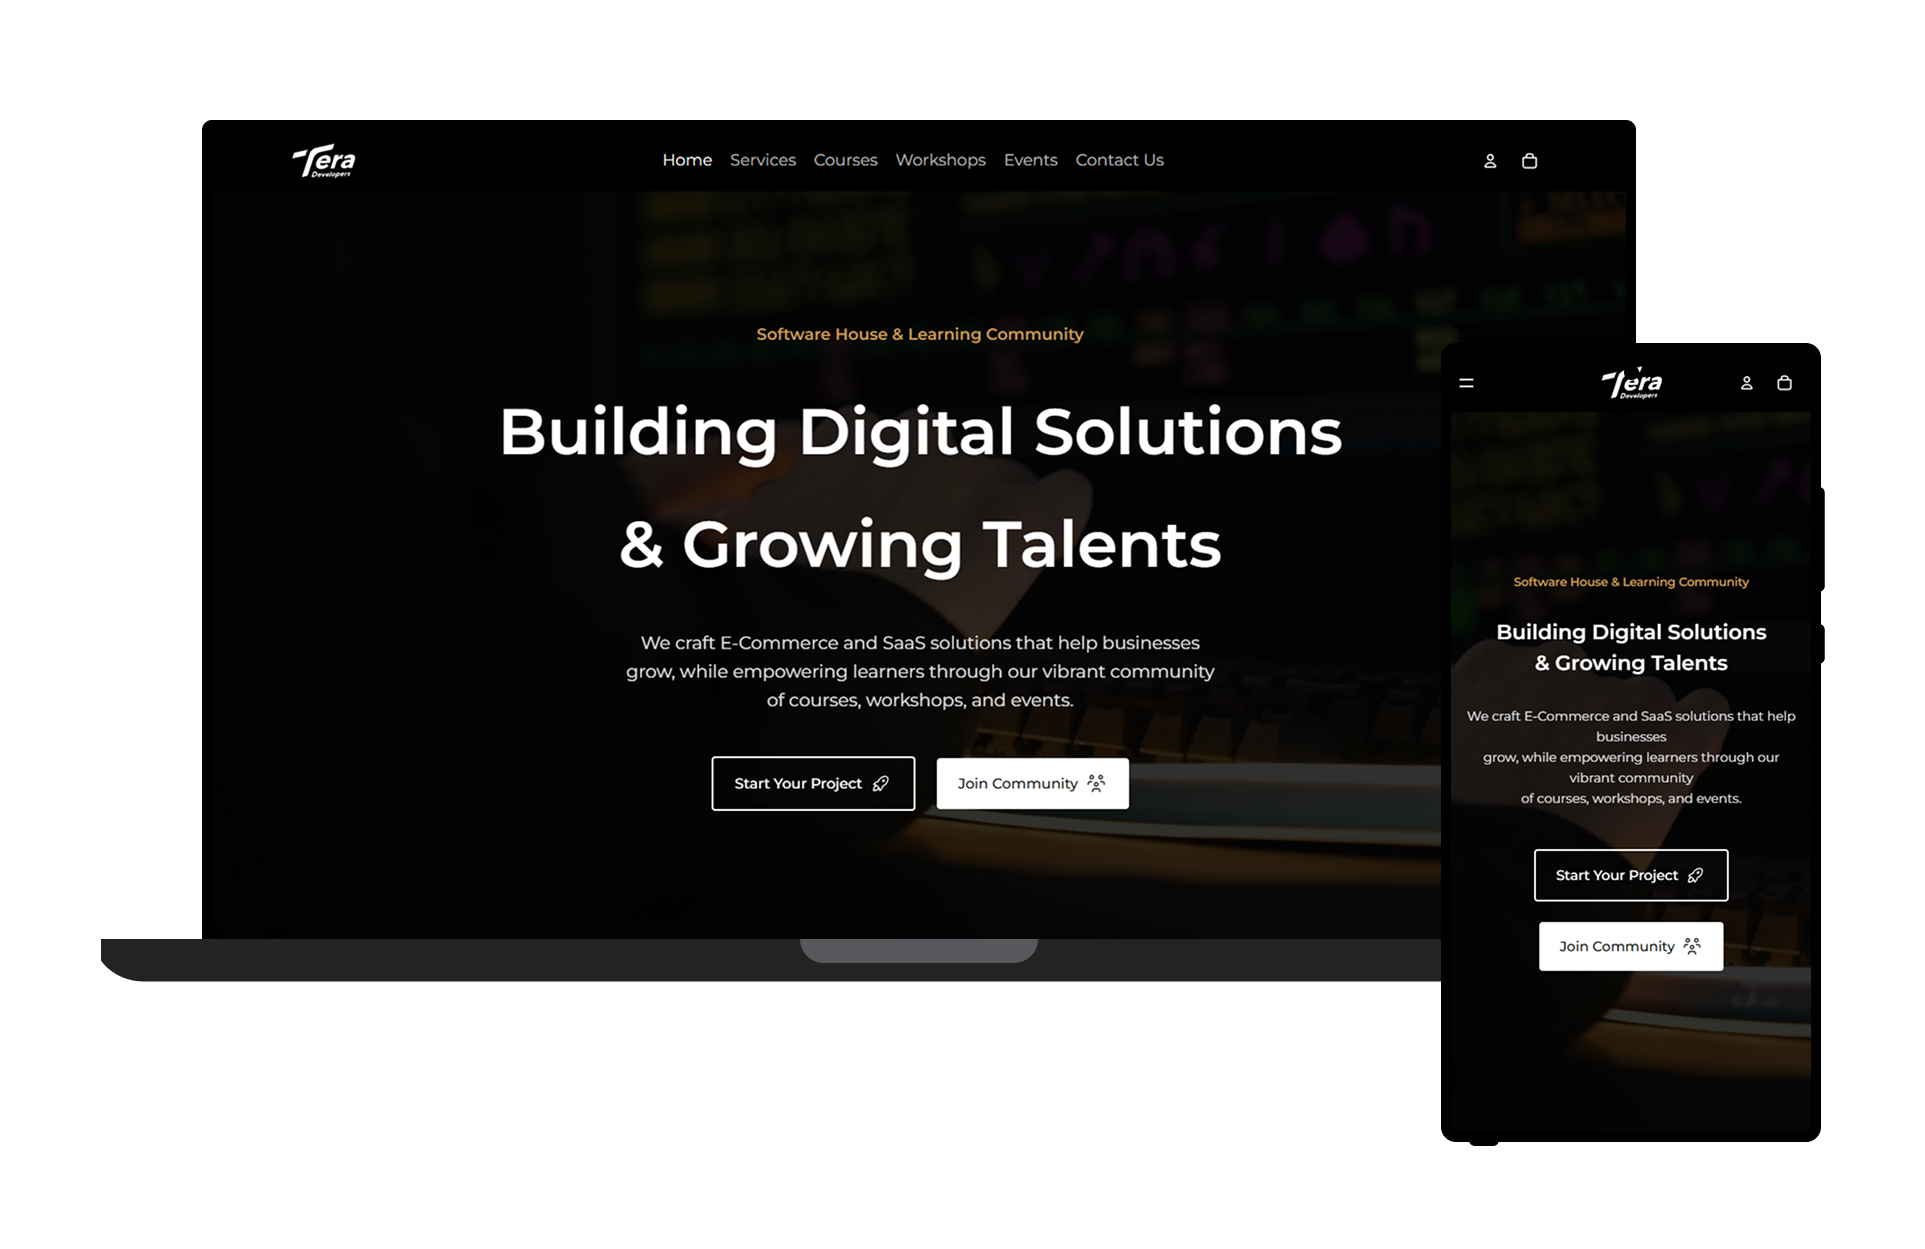 Tera
Developers
Home Services Courses Workshops Events Contact Us
Software House & Learning Community
Building Digital Solutions
& Growing Talents
We craft E-Commerce and SaaS solutions that help businesses
grow, while empowering learners through our vibrant community
of courses, workshops, and events.
Start Your Project
Join Community
Tera
Developers
Software House & Learning Community
Building Digital Solutions
& Growing Talents
We craft E-Commerce and SaaS solutions that help
businesses
grow, while empowering learners through our
vibrant community
of courses, workshops, and events.
Start Your Project
Join Community